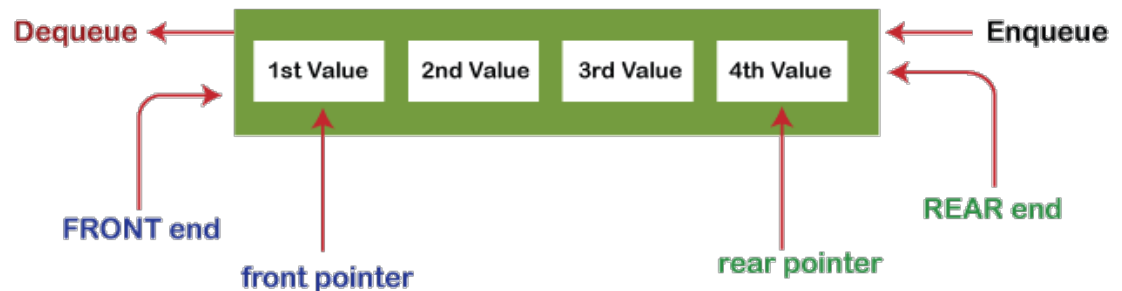 Dequeue
Enqueue
1st Value
2nd Value
3rd Value
4th Value
FRONT end
REAR end
front pointer
rear pointer